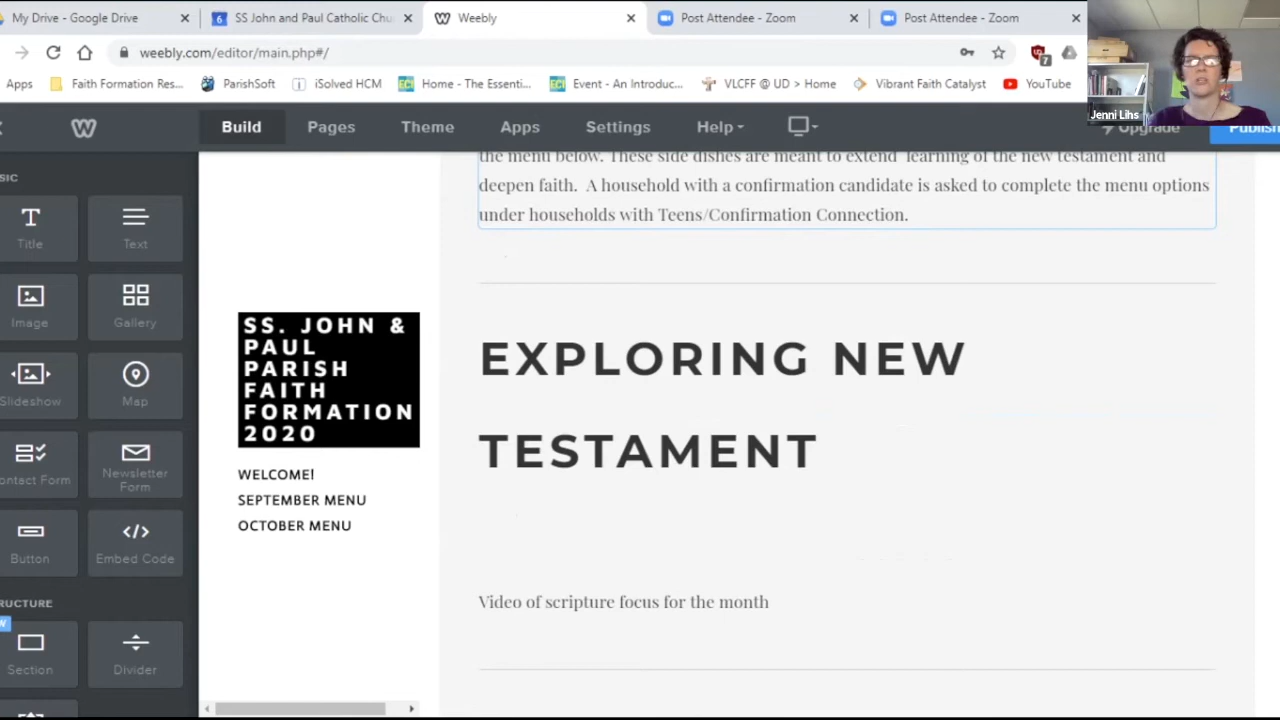 My Drive - Google Drive
SS John and Paul Catholic Chu
Weebly
Post Attendee - Zoom
Post Attendee - Zoom
weebly.com/editor/main.php#/
7
Apps
Faith Formation Res...
ParishSoft
iSolved HCM
Home - The Essenti...
Event - An Introduc...
VLCFF @ UD > Home
Vibrant Faith Catalyst
YouTube
Jenni Lihs
Build
Pages
Theme
Apps
Settings
Help
Upgrade
Publish
SIC
Title
Text
Image
Gallery
Slideshow
Map
ontact Form
Newsletter
Form
Button
Embed Code
RUCTURE
W
Section
Divider
SS. JOHN &
PAUL
PARISH
FAITH
FORMATION
2020
WELCOME!
SEPTEMBER MENU
OCTOBER MENU
the menu below. These side dishes are meant to extend learning of the new testament and
deepen faith. A household with a confirmation candidate is asked to complete the menu options
under households with Teens/Confirmation Connection.
EXPLORING NEW
TESTAMENT
Video of scripture focus for the month